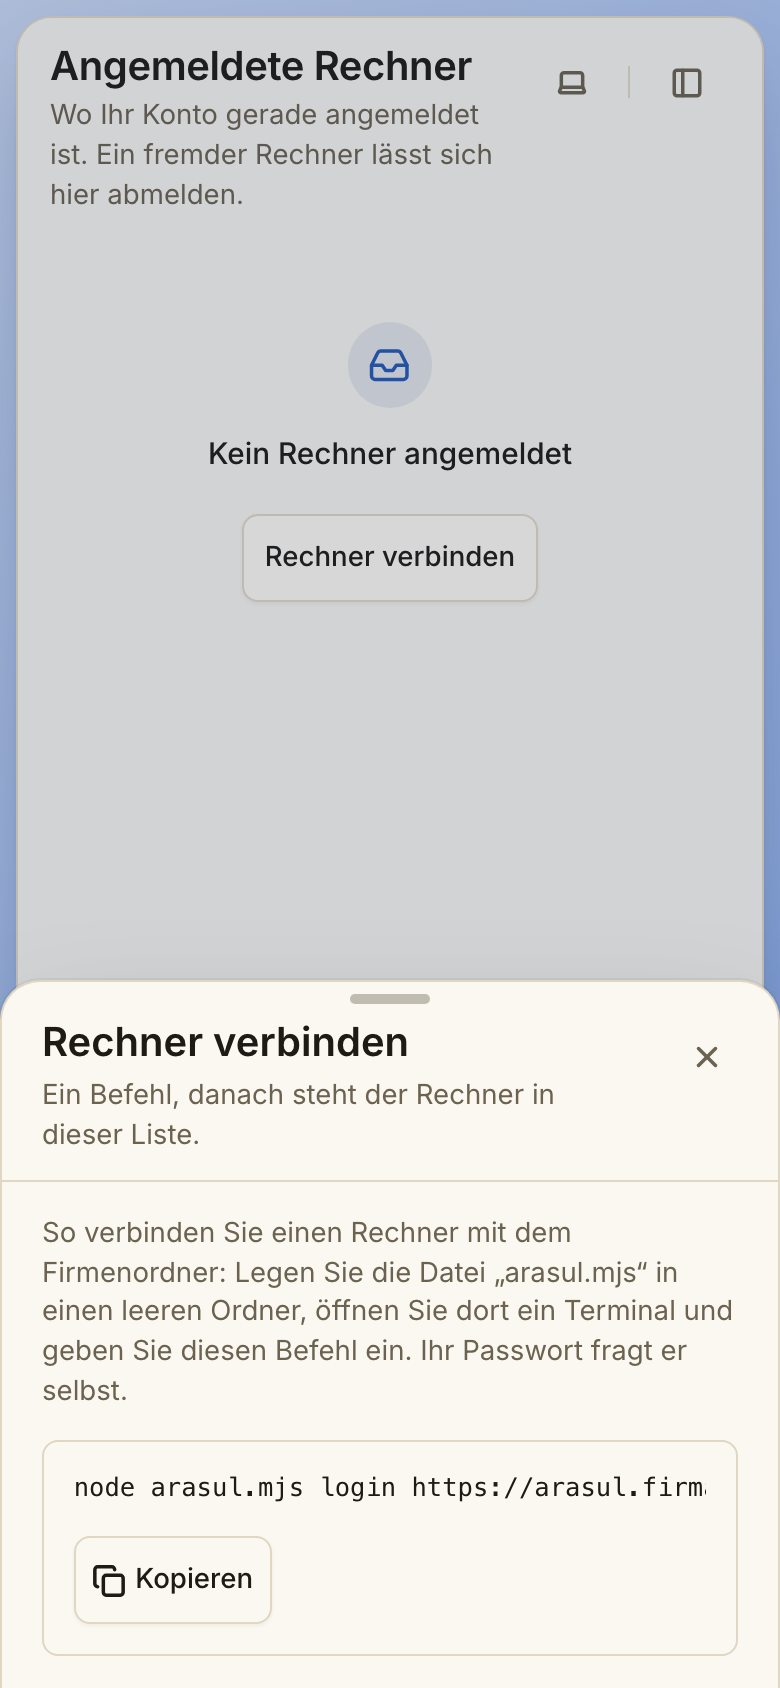 Angemeldete Rechner
Wo Ihr Konto gerade angemeldet
ist. Ein fremder Rechner lässt sich
hier abmelden.
Kein Rechner angemeldet
Rechner verbinden
Rechner verbinden
Ein Befehl, danach steht der Rechner in
dieser Liste.
So verbinden Sie einen Rechner mit dem
Firmenordner: Legen Sie die Datei „arasul.mjs“ in
einen leeren Ordner, öffnen Sie dort ein Terminal und
geben Sie diesen Befehl ein. Ihr Passwort fragt er
selbst.
node arasul.mjs login https://arasul.firm
Kopieren